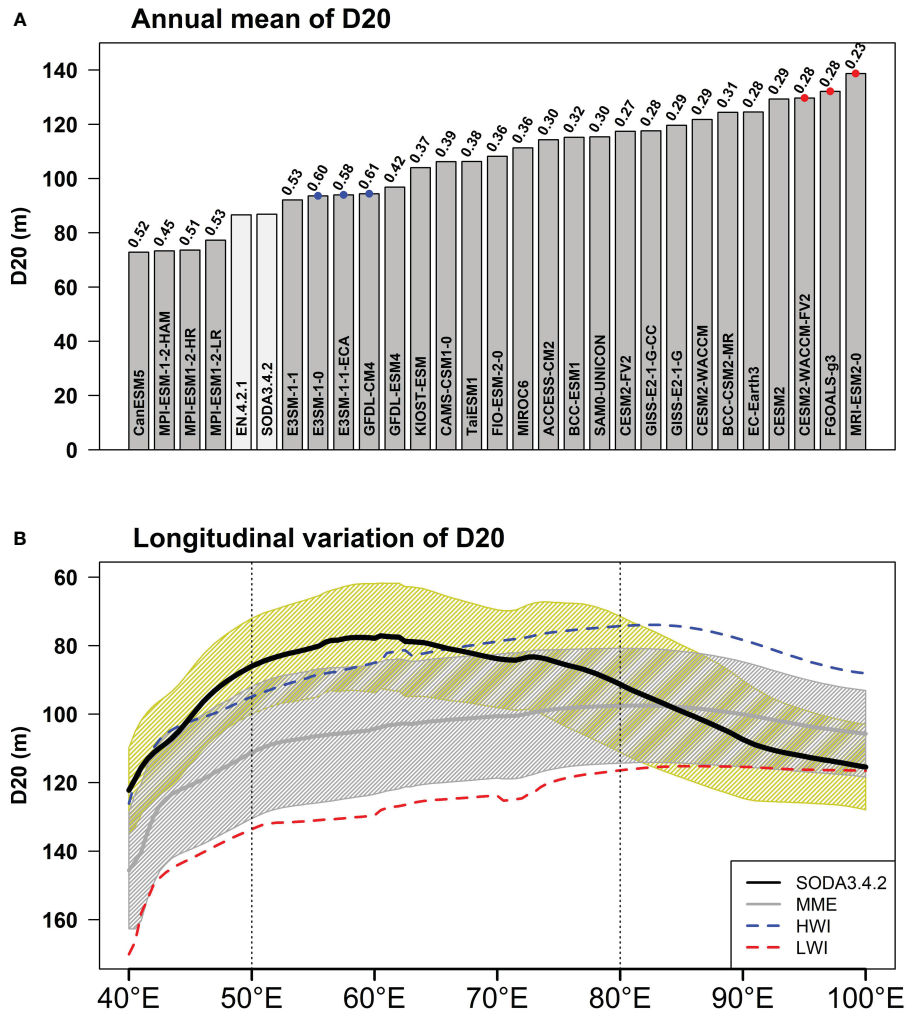 A
Annual mean of D20
D20 (m)
140
120
100
80
60
40
20
0
0.52
0.45
0.51
0.53
0.53
0.60
0.58
0.61
0.42
0.37
0.39
0.38
0.36
0.36
0.30
0.32
0.30
0.27
0.28
0.29
0.29
0.31
0.28
0.29
0.28
0.28
0.23
CanESM5
MPI-ESM-1-2-HAM
MPI-ESM1-2-HR
MPI-ESM1-2-LR
EN.4.2.1
SODA3.4.2
E3SM-1-1
E3SM-1-0
E3SM-1-1-ECA
GFDL-CM4
GFDL-ESM4
KIOST-ESM
CAMS-CSM1-0
TaiESM1
FIO-ESM-2-0
MIROC6
ACCESS-CM2
BCC-ESM1
SAM0-UNICON
CESM2-FV2
GISS-E2-1-G-CC
GISS-E2-1-G
CESM2-WACCM
BCC-CSM2-MR
EC-Earth3
CESM2
CESM2-WACCM-FV2
FGOALS-g3
MRI-ESM2-0
B
Longitudinal variation of D20
D20 (m)
60
80
100
120
140
160
SODA3.4.2
MME
HWI
LWI
40°E 50°E 60°E 70°E 80°E 90°E 100°E